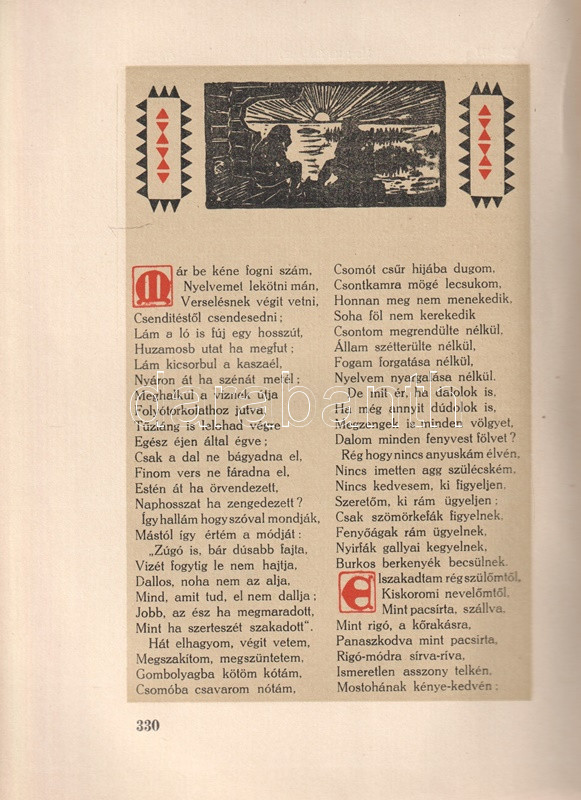 Már be kéne fogni szám,
Nyelvemet lekötni mán,
Verselésnek végit vetni,
Csendítéstől csendesedni;
Lám a ló is fúj egy hosszút,
Huzamosb utat ha megfut;
Lám kicsorbul a kaszaél,
Nyáron át ha szénát metél;
Meghalkul a víznek útja
Folyótorkolathoz jutva,
Tűzláng is lelohad végre
Egész éjen által égve;
Csak a dal ne bágyadna el,
Finom vers ne fáradna el,
Estén át ha örvendezett,
Naphosszat ha zengedezett?
Így hallám hogy szóval mondják,
Mástól így értém a módját:
„Zúgó is, bár dúsabb fajta,
Vizét fogytig le nem hajtja,
Dallos, noha nem az alja,
Mind, amit tud, el nem dallja;
Jobb, az ész ha megmaradott,
Mint ha szerteszét szakadott“.
Hát elhagyom, végit vetem,
Megszakítom, megszüntetem,
Gombolyagba kötöm kótám,
Csomóba csavarom nótám,
Csomót csűr hijába dugom.
Csontkamra mögé lecsukom,
Honnan meg nem menekedik.
Soha föl nem kerekedik
Csontom megrendülte nélkül,
Állam szétterülte nélkül,
Fogam forgatása nélkül,
Nyelvem nyargalása nélkül.
De mit ér, ha dalolok is,
Ha még annyit dúdolok is,
Megzengek is minden völgyet,
Dalom minden fenyvest fölvet?
Rég hogy nincs anyuskám élvén,
Nincs imetten agg szülécském.
Nincs kedvesem, ki figyeljen,
Szeretőm, ki rám ügyeljen;
Csak szömörkefák figyelnek.
Fenyőágak rám ügyelnek,
Nyirfák gallyai kegyelnek,
Burkos berkenyék becsülnek.
Elszakadtam rég szülőmtől,
Kiskoromi nevelőmtől,
Mint pacsírta, szállva,
Mint rigó, a kőrakásra,
Panaszkodva mint pacsirta,
Rigó-módra sírva-ríva,
Ismeretlen asszony telkén,
Mostohának kénye-kedvén;
330
darabanth